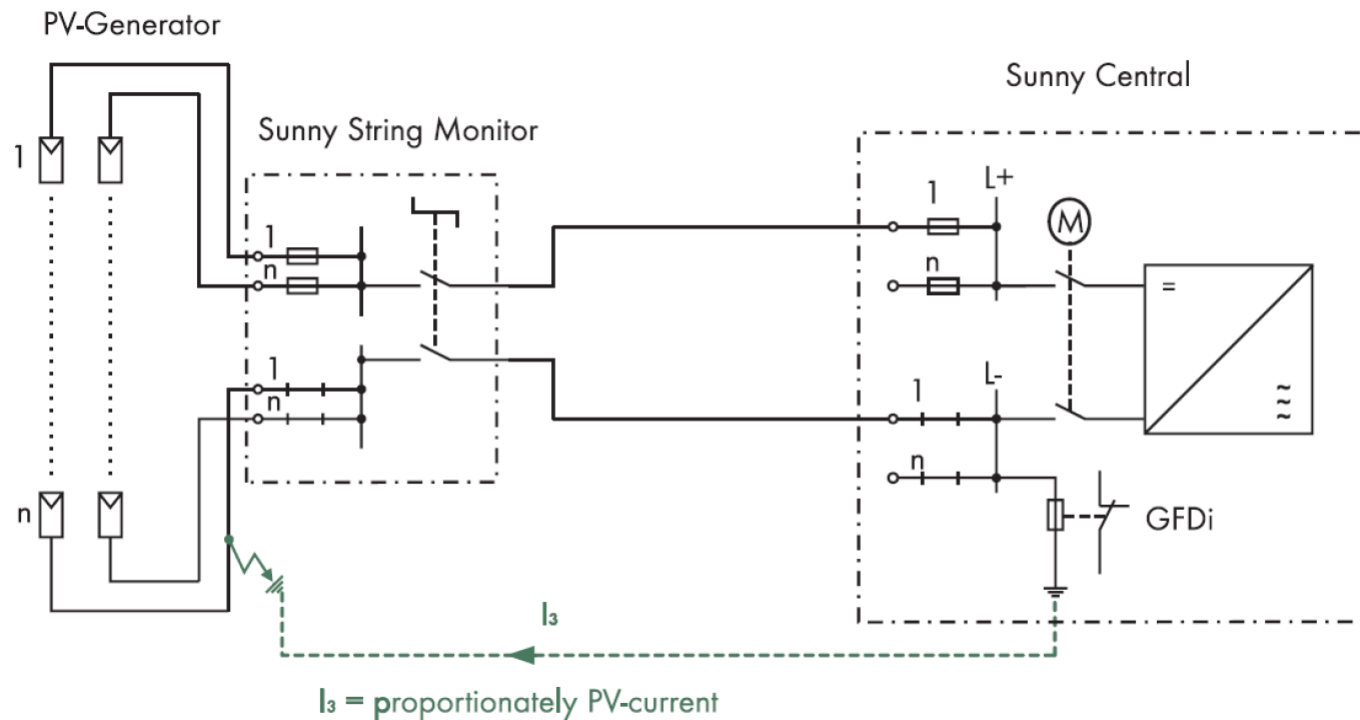 PV-Generator
Sunny Central
Sunny String Monitor
1
1
L+
M
1
n
n
=
1
n
1
L-
~
~
~
n
n
GFDi
I₃
I₃ = proportionately PV-current